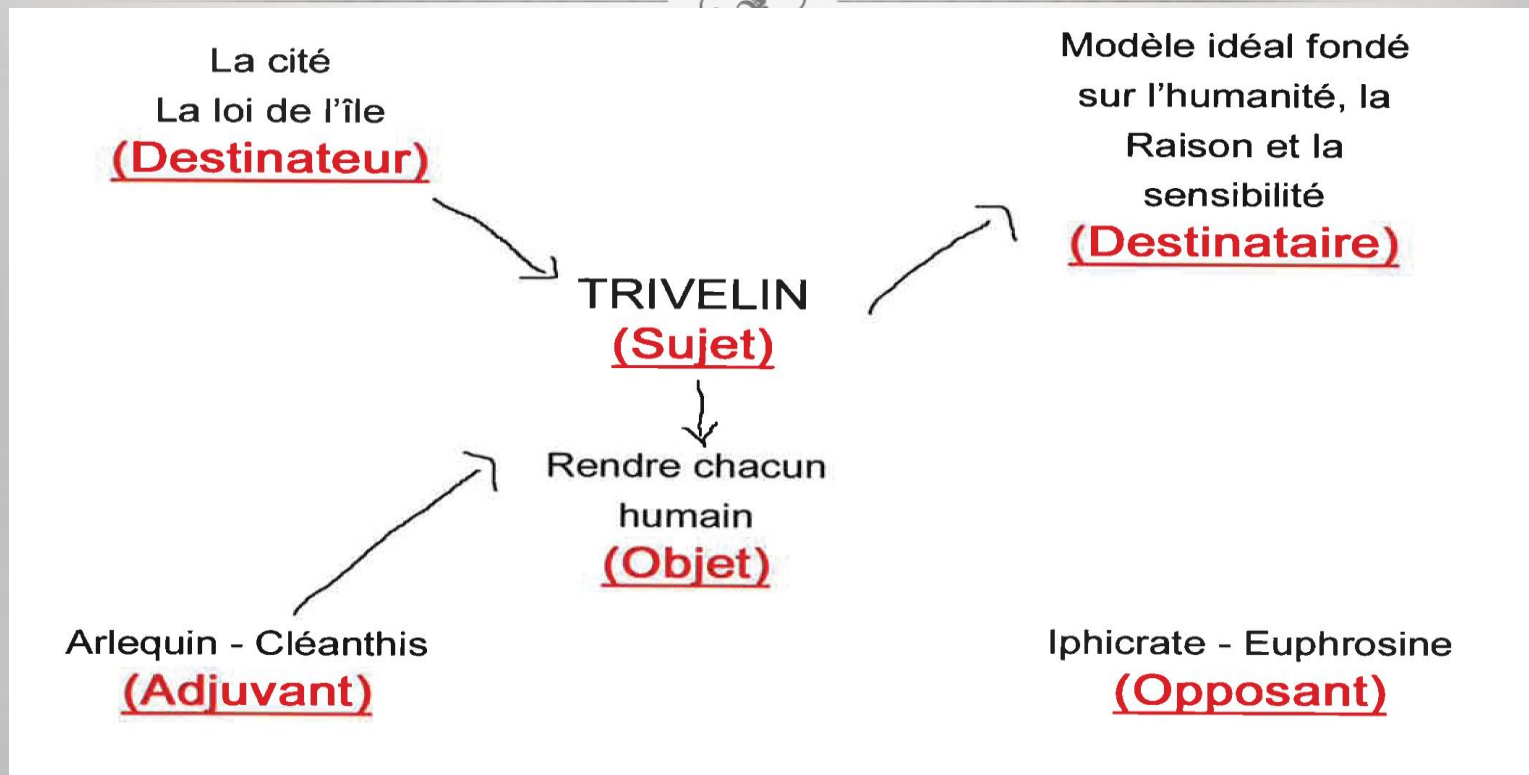 La cité
La loi de l'île
(Destinateur)
Modèle idéal fondé
sur l'humanité, la
Raison et la
sensibilité
(Destinataire)
TRIVELIN
(Sujet)
Rendre chacun
humain
(Objet)
Arlequin - Cléanthis
(Adjuvant)
Iphicrate - Euphrosine
(Opposant)